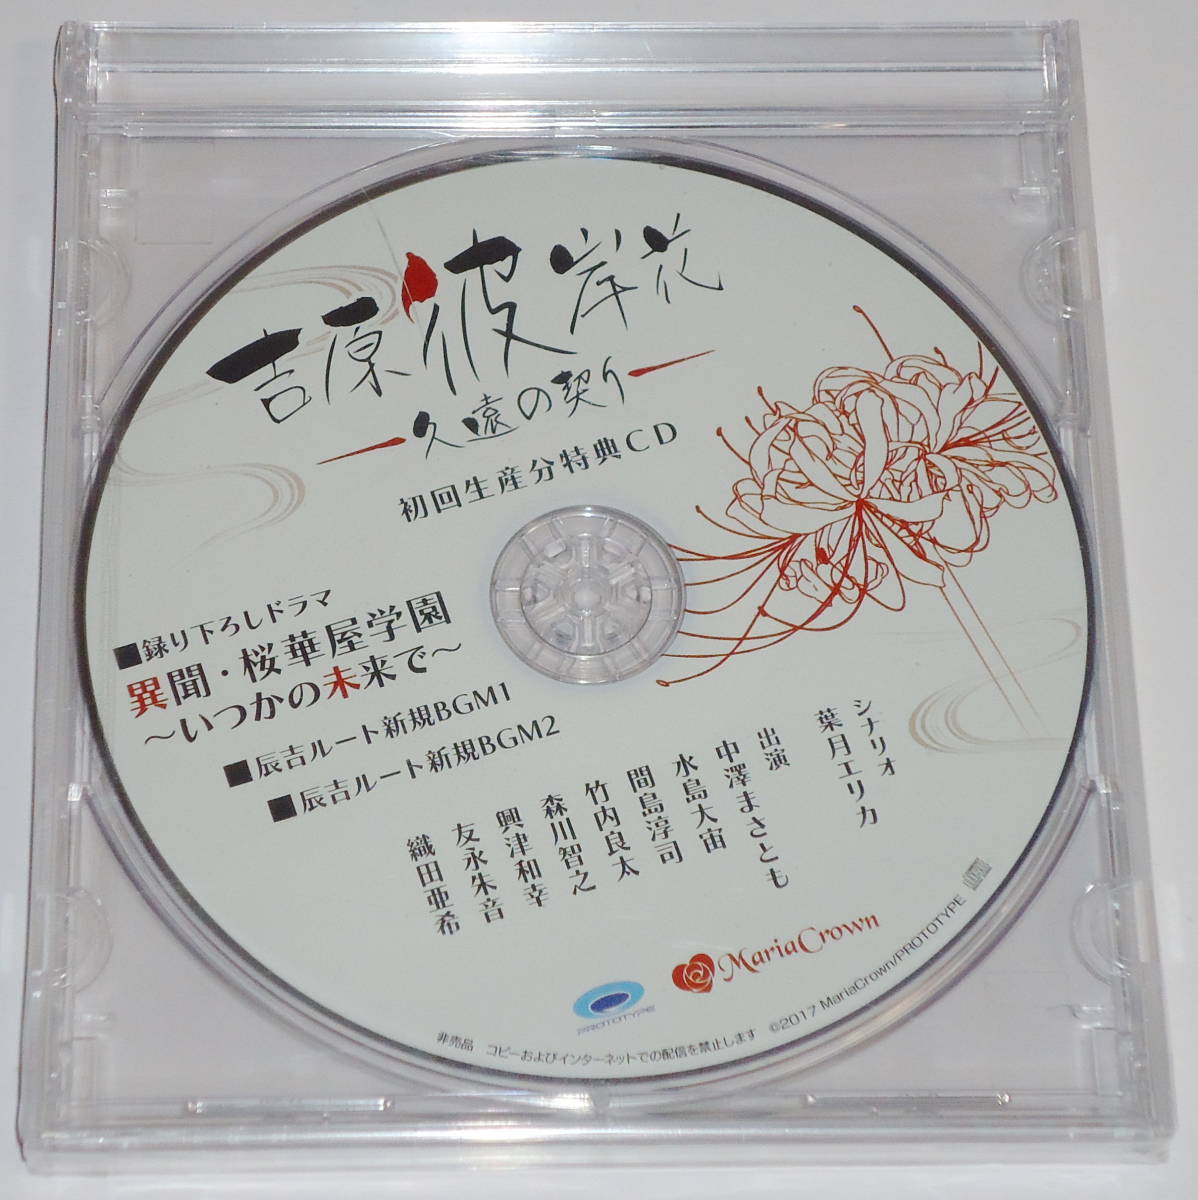 吉原彼岸花
久遠の契り
初回生産分特典CD
■録り下ろしドラマ
異聞・桜華屋学園
～いつかの未来で～
■辰吉ルート新規BGM1
■辰吉ルート新規BGM2
シナリオ
葉月エリカ
出演
中澤まさとも
水島大宙
間島淳司
竹内良太
森川智之
興津和幸
友永朱音
織田亜希
MariaCrown
PROTOTYPE
非売品 コピーおよびインターネットでの配信を禁止します ©2017 MariaCrown/PROTOTYPE